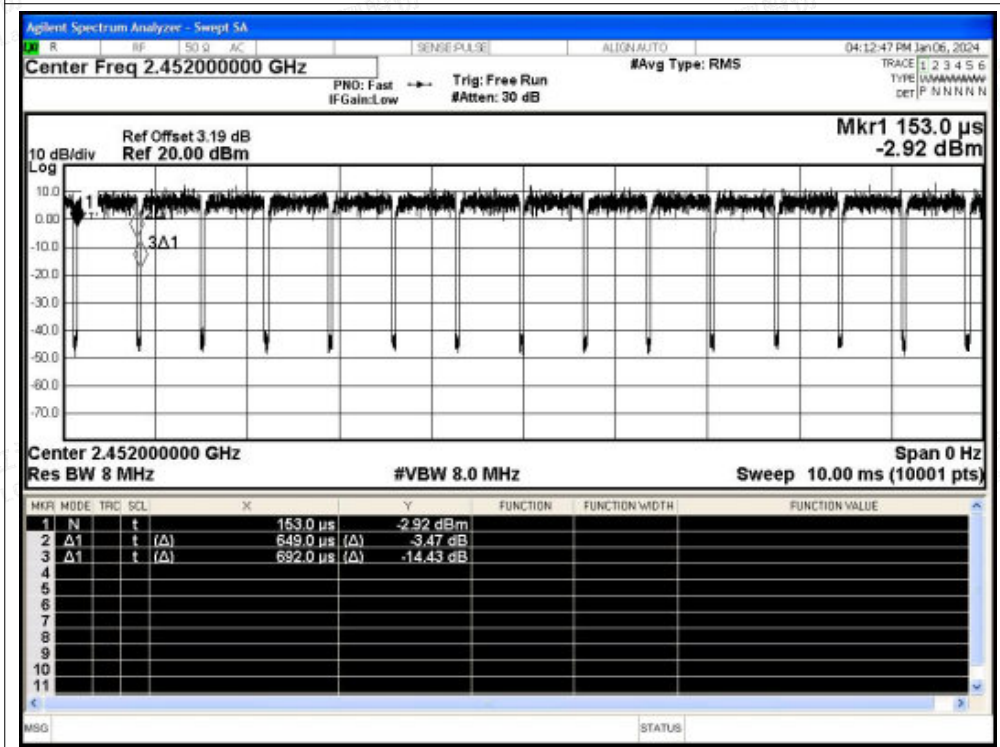 Agilent Spectrum Analyzer - Swept SA
R RF 50 Ω AC SENSE:PULSE ALIGNAUTO 04:12:47 PM Jan 06, 2024
Center Freq 2.452000000 GHz
PNO: Fast
IFGain:Low
Trig: Free Run
#Atten: 30 dB
#Avg Type: RMS
TRACE 1 2 3 4 5 6
TYPE
DET P N N N N N
Mkr1 153.0 µs
-2.92 dBm
Ref Offset 3.19 dB
10 dB/div Ref 20.00 dBm
Log
10.0
0.00
-10.0
-20.0
-30.0
-40.0
-50.0
-60.0
-70.0
1
2Δ1
3Δ1
Center 2.452000000 GHz Span 0 Hz
Res BW 8 MHz #VBW 8.0 MHz Sweep 10.00 ms (10001 pts)
MKR MODE TRC SCL X Y FUNCTION FUNCTION WIDTH FUNCTION VALUE
1 N t 153.0 µs -2.92 dBm
2 Δ1 t (Δ) 649.0 µs (Δ) -3.47 dB
3 Δ1 t (Δ) 692.0 µs (Δ) -14.43 dB
4
5
6
7
8
9
10
11
MSG STATUS